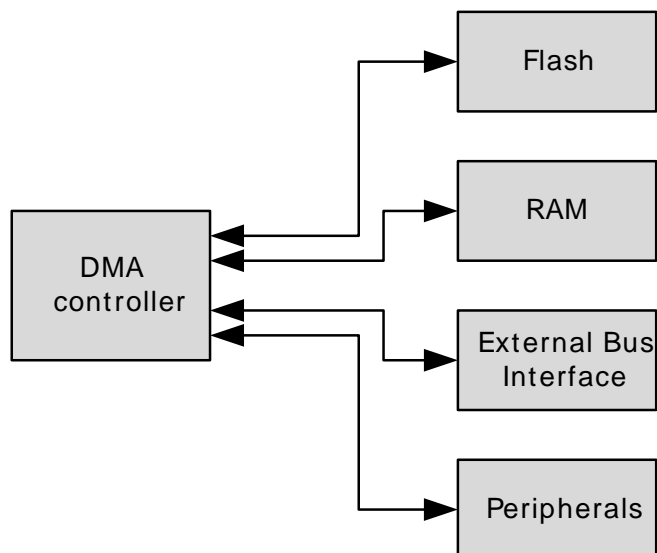 Flash
RAM
DMA
controller
External Bus
Interface
Peripherals